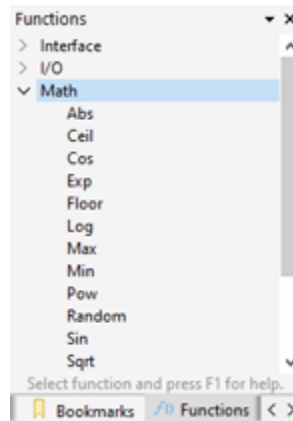 Functions
Interface
I/O
Math
Abs
Ceil
Cos
Exp
Floor
Log
Max
Min
Pow
Random
Sin
Sqrt
Select function and press F1 for help.
Bookmarks f() Functions